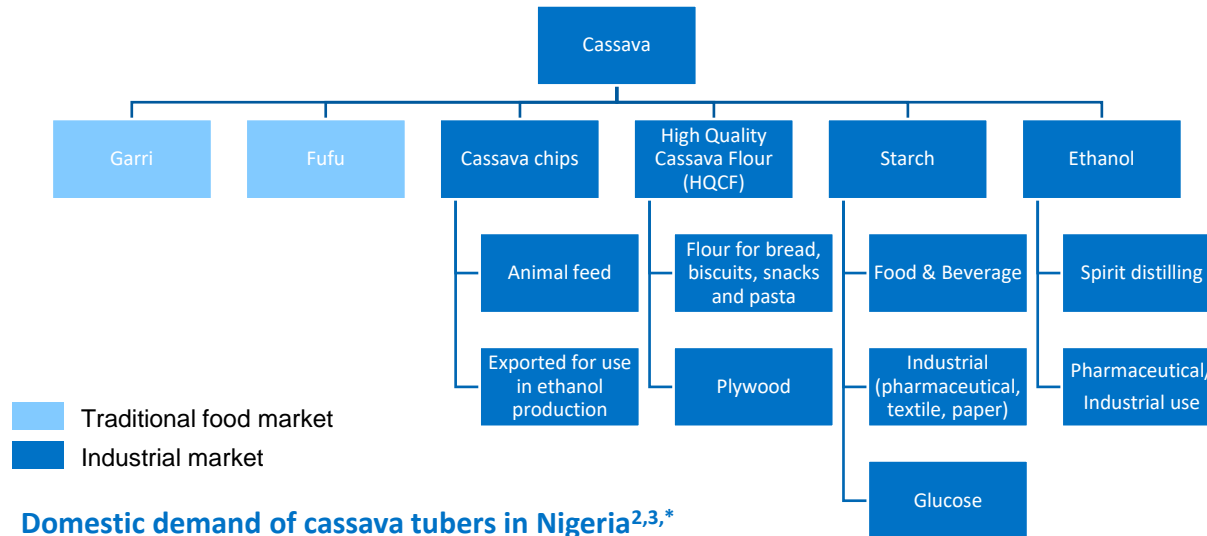 Cassava
Garri
Fufu
Cassava chips
High Quality
Cassava Flour
(HQCF)
Starch
Ethanol
Animal feed
Flour for bread,
biscuits, snacks
and pasta
Food & Beverage
Spirit distilling
Exported for use
in ethanol
production
Plywood
Industrial
(pharmaceutical,
textile, paper)
Pharmaceutical/
Industrial use
Glucose
Traditional food market
Industrial market
Domestic demand of cassava tubers in Nigeria2,3,*